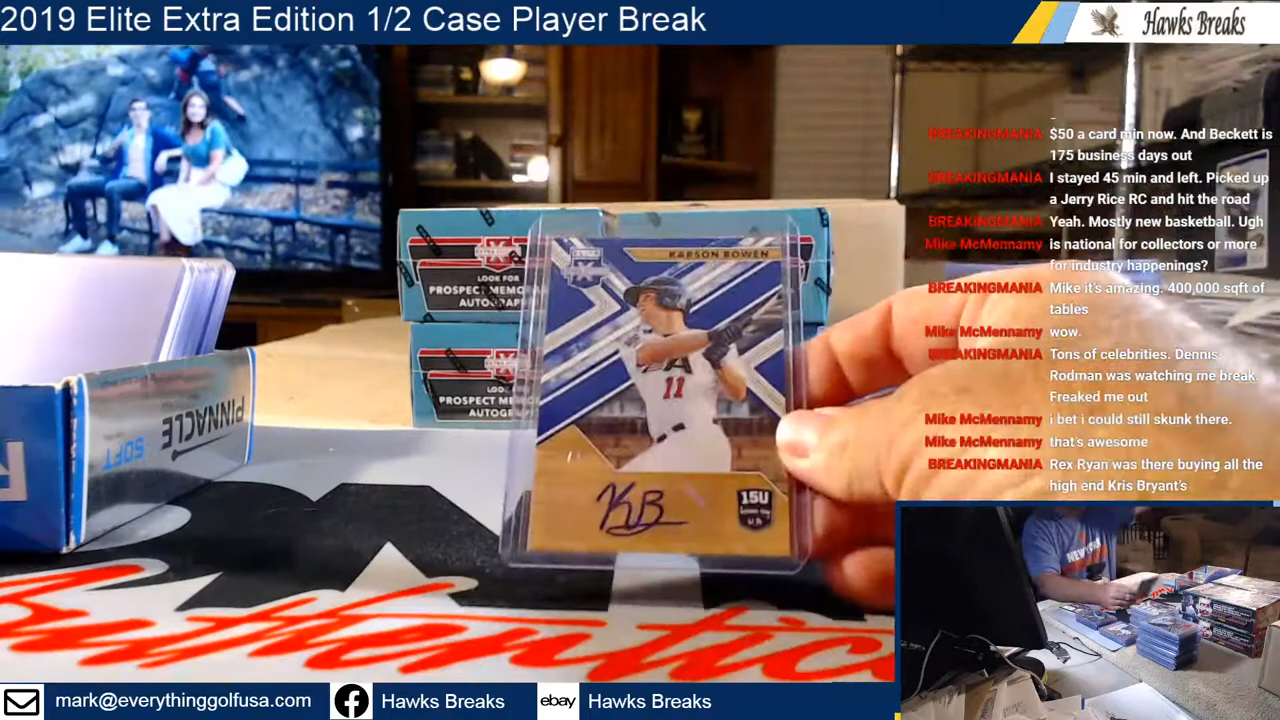 2019 Elite Extra Edition 1/2 Case Player Break
Hawks Breaks
BREAKINGMANIA $50 a card min now. And Beckett is
175 business days out
BREAKINGMANIA I stayed 45 min and left. Picked up
a Jerry Rice RC and hit the road
BREAKINGMANIA Yeah. Mostly new basketball. Ugh
Mike McMennamy is national for collectors or more
for industry happenings?
BREAKINGMANIA Mike it's amazing. 400,000 sqft of
tables
Mike McMennamy wow.
BREAKINGMANIA Tons of celebrities. Dennis
Rodman was watching me break.
Freaked me out
Mike McMennamy i bet i could still skunk there.
Mike McMennamy that's awesome
BREAKINGMANIA Rex Ryan was there buying all the
high end Kris Bryant's
KARSON BOWEN
11
KB
15U
LOOK FOR
PROSPECT
AUTOGRAP
PROSPECT
AUTOGR
PINNACLE
SOFT
Authentic
mark@everythinggolfusa.com
Hawks Breaks
ebay
Hawks Breaks